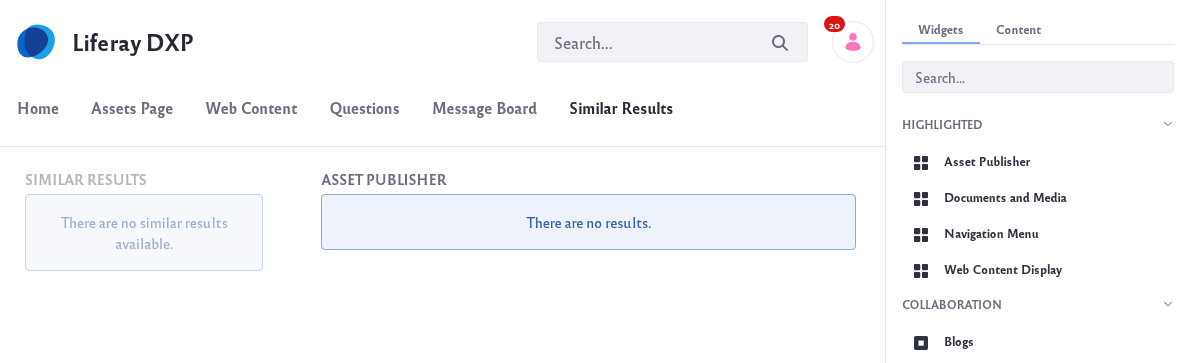 Liferay DXP
Search...
20
Home Assets Page Web Content Questions Message Board Similar Results
SIMILAR RESULTS
There are no similar results
available.
ASSET PUBLISHER
There are no results.
Widgets Content
Search...
HIGHLIGHTED
Asset Publisher
Documents and Media
Navigation Menu
Web Content Display
COLLABORATION
Blogs